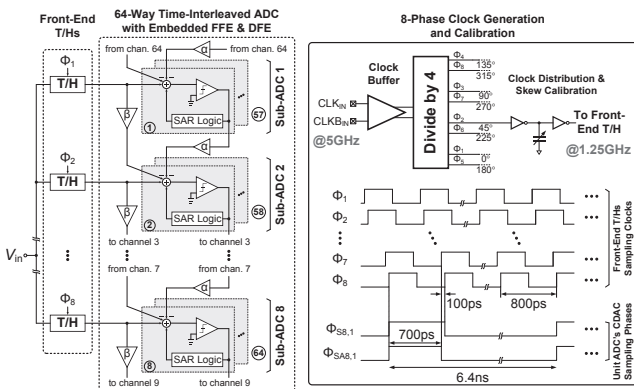 Front-End
T/Hs
64-Way Time-Interleaved ADC
with Embedded FFE & DFE
from chan. 64
from chan. 64
α
Φ1
T/H
β
SAR Logic
1
57
Sub-ADC 1
α
Φ2
T/H
β
SAR Logic
2
58
Sub-ADC 2
to channel 3
to channel 3
Vin
from chan. 7
from chan. 7
α
Φ8
T/H
β
SAR Logic
8
64
Sub-ADC 8
to channel 9
to channel 9
8-Phase Clock Generation
and Calibration
Clock
Buffer
CLKIN
CLKBIN
@5GHz
Divide by 4
Φ4
135°
Φ8
315°
Φ3
90°
Φ7
270°
Φ2
45°
Φ6
225°
Φ1
0°
Φ5
180°
Clock Distribution &
Skew Calibration
To Front-
End T/H
@1.25GHz
Φ1
Φ2
Φ7
Φ8
100ps
800ps
ΦS8,1
700ps
ΦSA8,1
6.4ns
Front-End T/Hs
Sampling Clocks
Unit ADC's CDAC
Sampling Phases